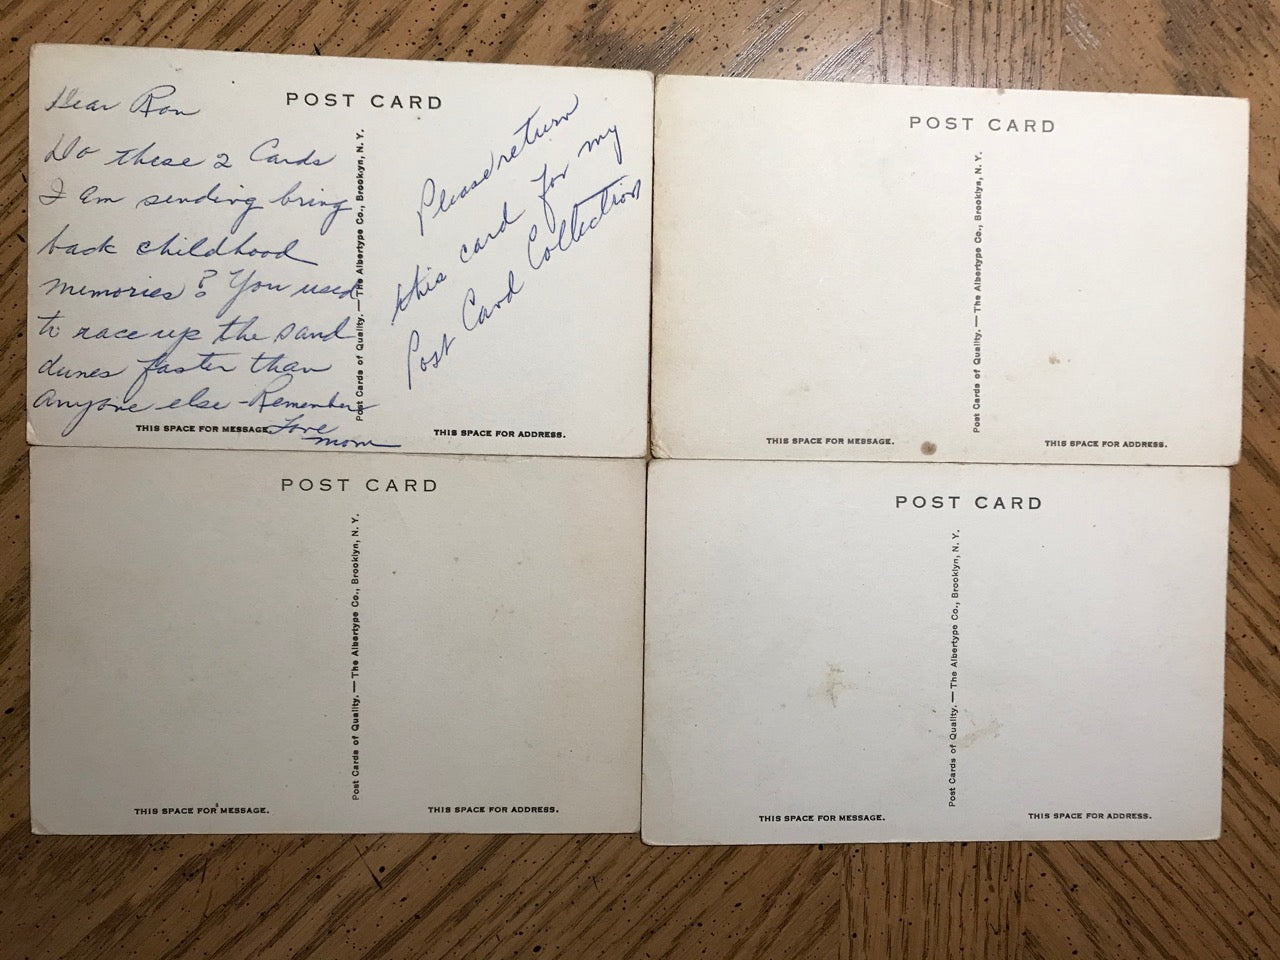 POST CARD
Dear Ron
Do these 2 Cards
I am sending bring
back childhood
memories? You used
to race up the sand
dunes faster than
anyone else - Remember
Love
mom
Please return
this card for my
Post Card Collection
Post Cards of Quality. — The Albertype Co., Brooklyn, N. Y.
THIS SPACE FOR MESSAGE.
THIS SPACE FOR ADDRESS.
POST CARD
Post Cards of Quality. — The Albertype Co., Brooklyn, N. Y.
THIS SPACE FOR MESSAGE.
THIS SPACE FOR ADDRESS.
POST CARD
Post Cards of Quality. — The Albertype Co., Brooklyn, N. Y.
THIS SPACE FOR MESSAGE.
THIS SPACE FOR ADDRESS.
POST CARD
Post Cards of Quality. — The Albertype Co., Brooklyn, N. Y.
THIS SPACE FOR MESSAGE.
THIS SPACE FOR ADDRESS.